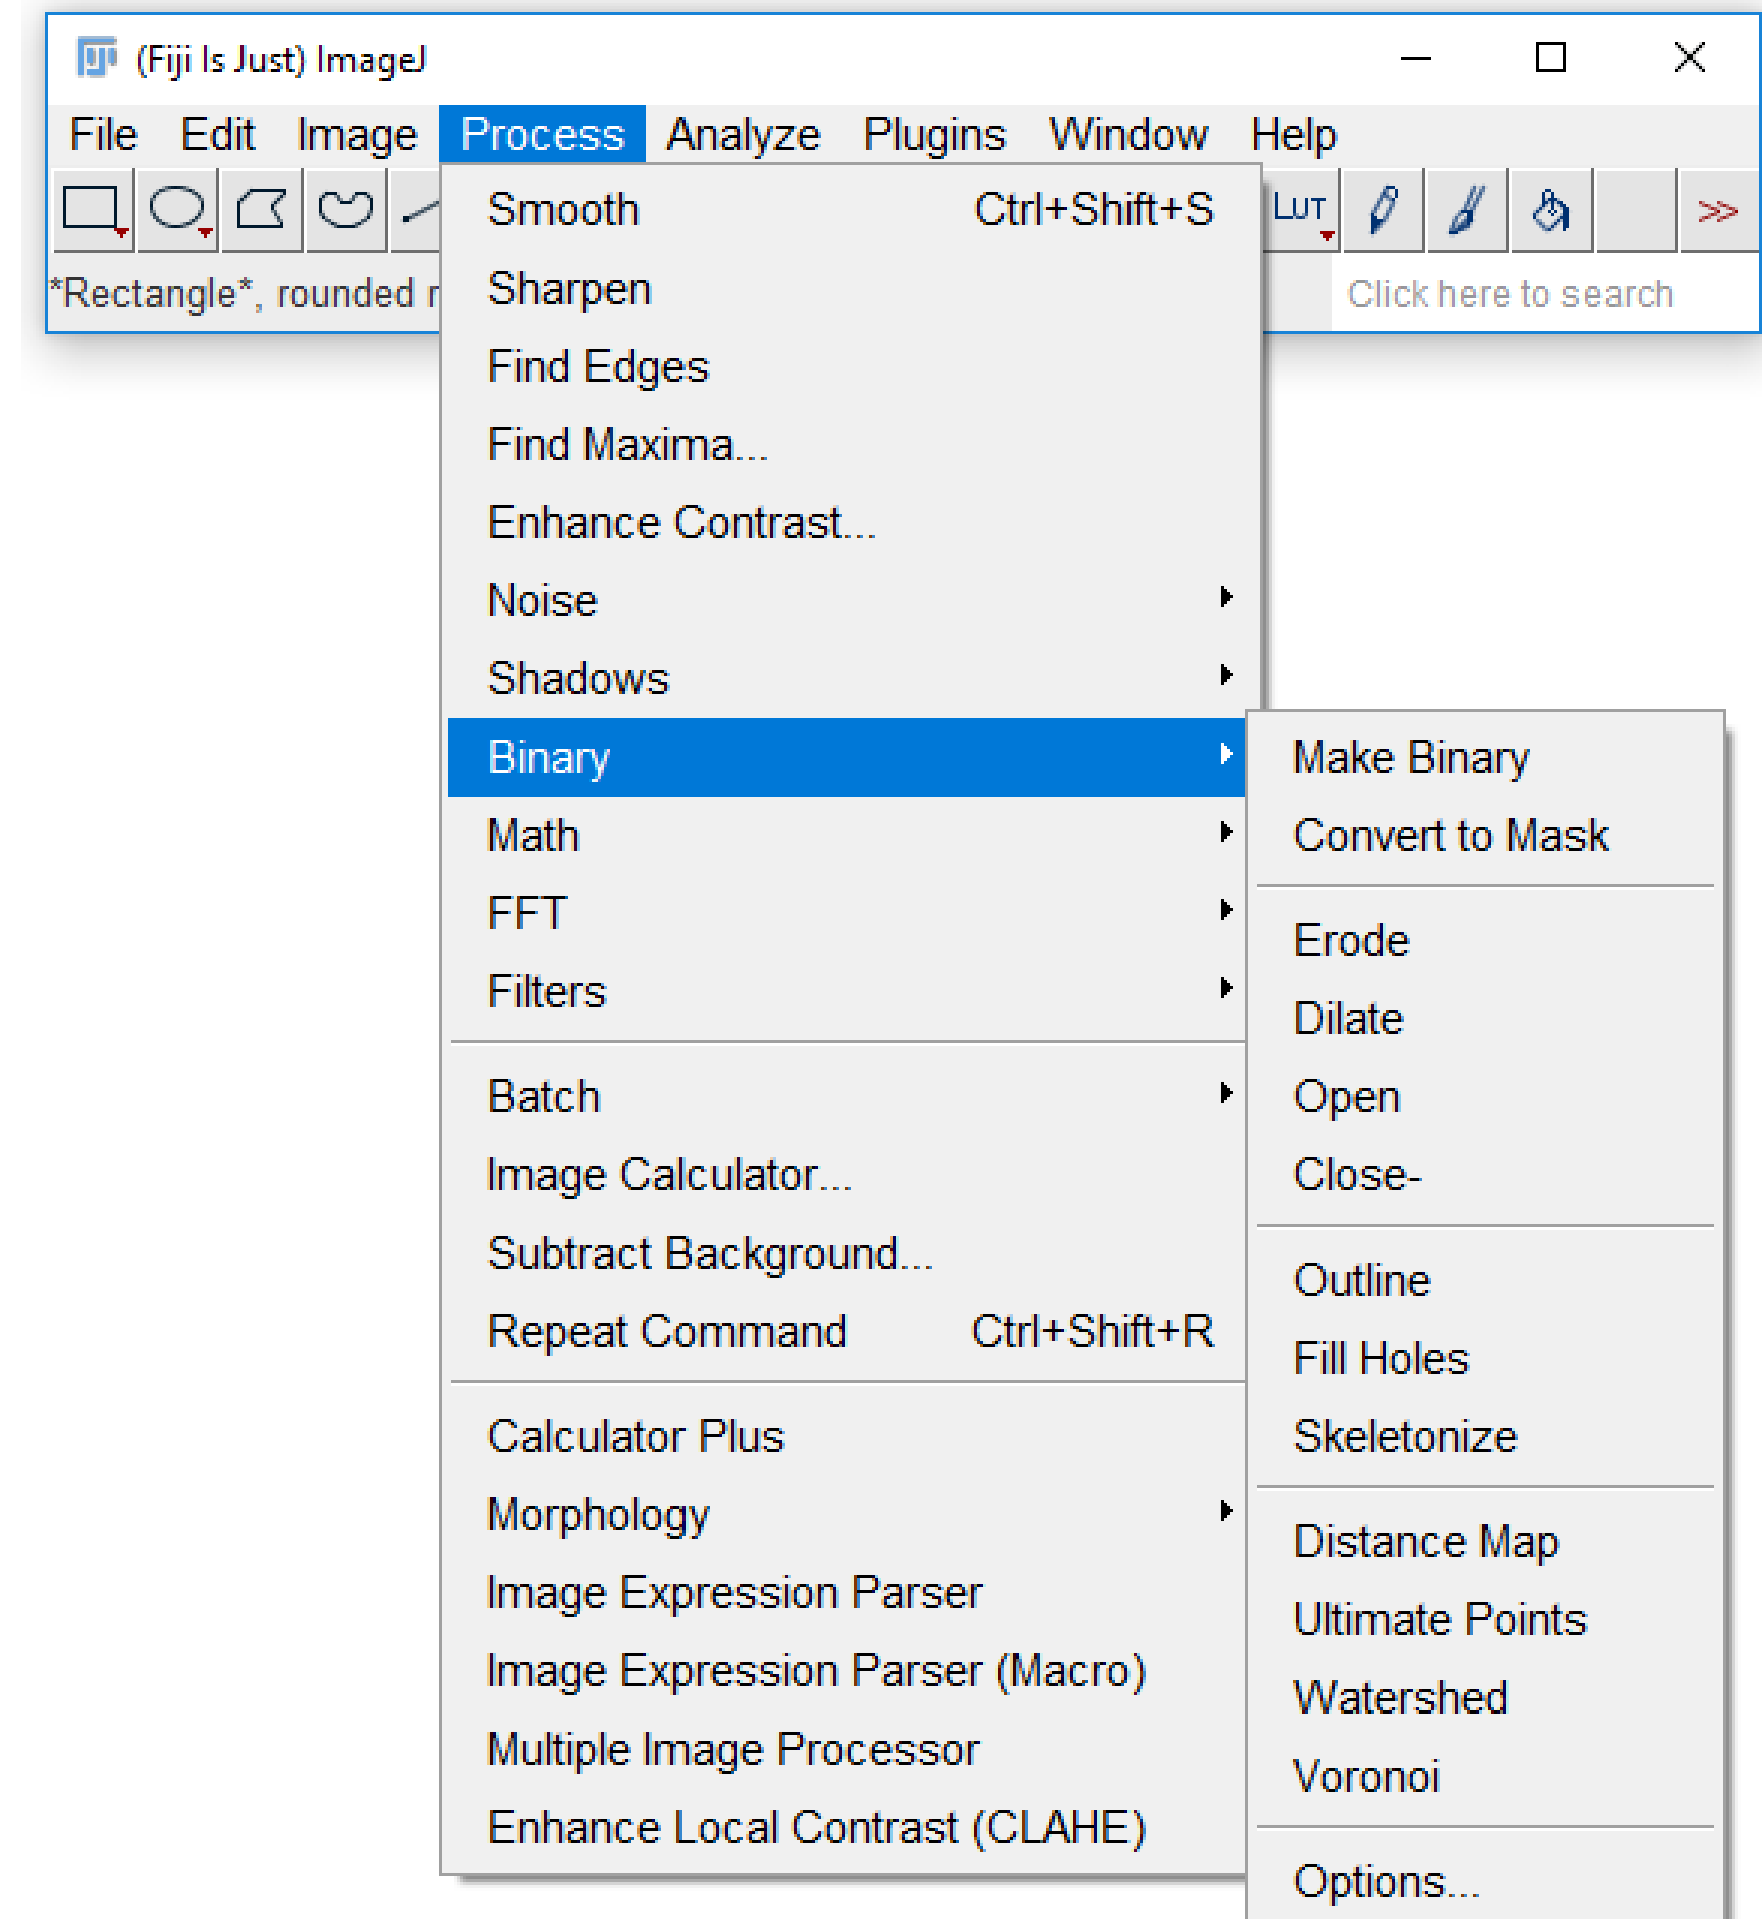 (Fiji Is Just) ImageJ
File Edit Image Process Analyze Plugins Window Help
LUT
*Rectangle*, rounded r
Click here to search
Smooth Ctrl+Shift+S
Sharpen
Find Edges
Find Maxima...
Enhance Contrast...
Noise
Shadows
Binary
Math
FFT
Filters
Batch
Image Calculator...
Subtract Background...
Repeat Command Ctrl+Shift+R
Calculator Plus
Morphology
Image Expression Parser
Image Expression Parser (Macro)
Multiple Image Processor
Enhance Local Contrast (CLAHE)
Make Binary
Convert to Mask
Erode
Dilate
Open
Close-
Outline
Fill Holes
Skeletonize
Distance Map
Ultimate Points
Watershed
Voronoi
Options...